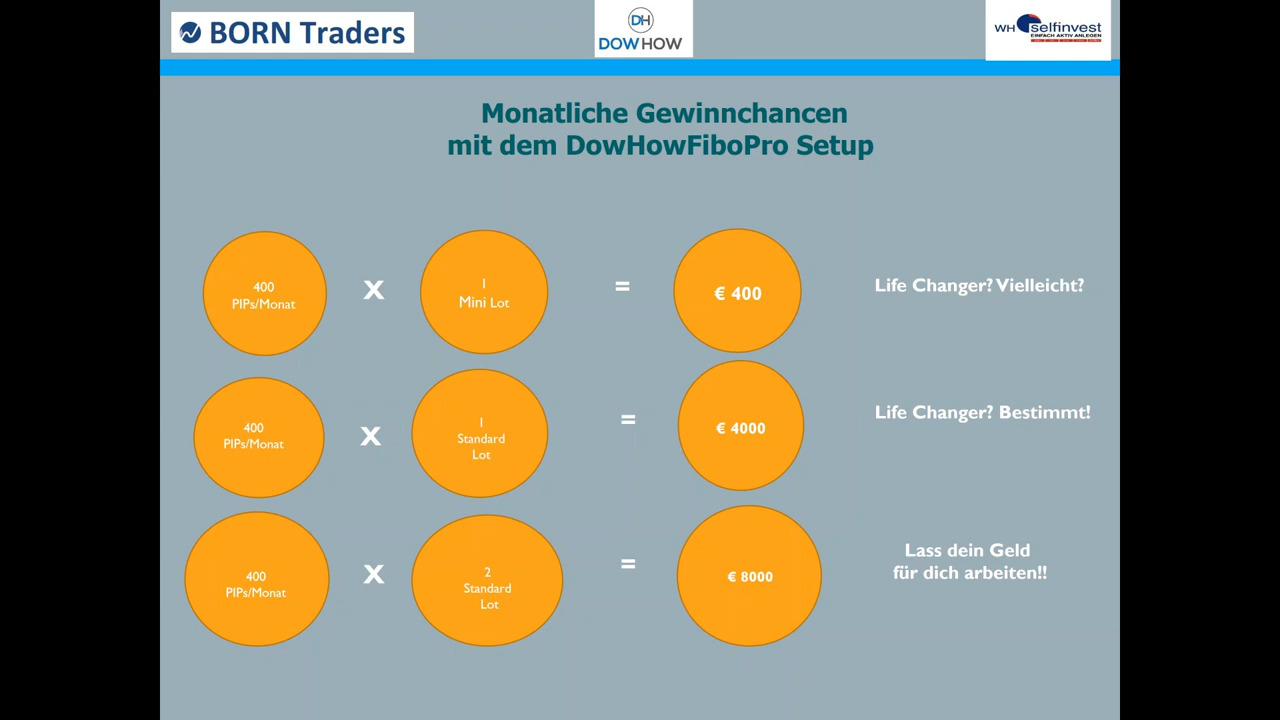 BORN Traders
DH
DOWHOW
WH selfinvest
EINFACH AKTIV ANLEGEN
Monatliche Gewinnchancen
mit dem DowHowFiboPro Setup
400
PIPs/Monat
X
1
Mini Lot
=
€ 400
Life Changer? Vielleicht?
400
PIPs/Monat
X
1
Standard
Lot
=
€ 4000
Life Changer? Bestimmt!
400
PIPs/Monat
X
2
Standard
Lot
=
€ 8000
Lass dein Geld
für dich arbeiten!!